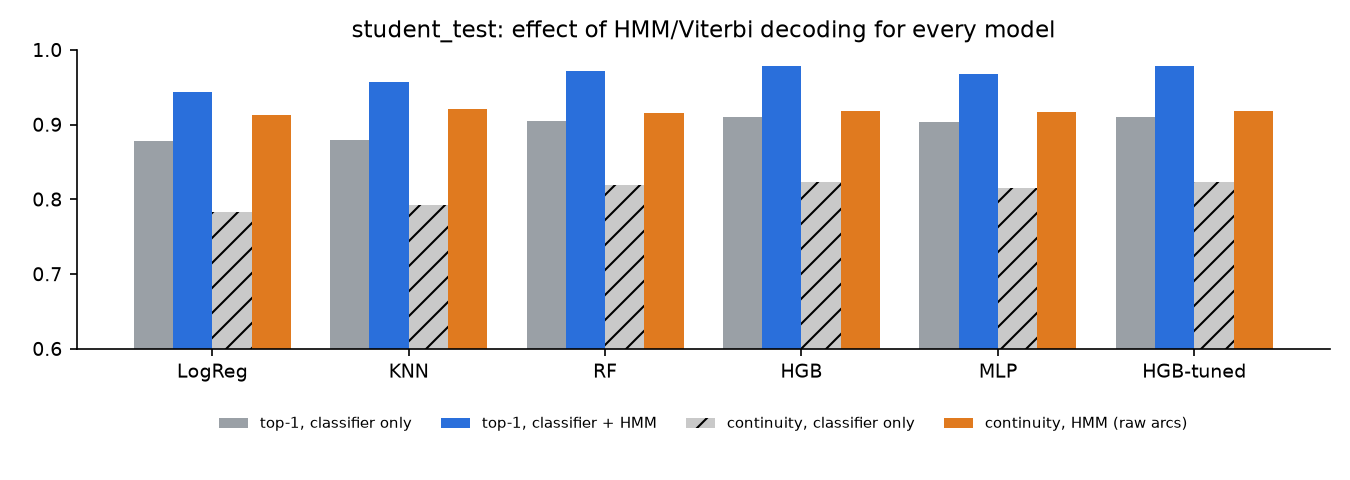 student_test: effect of HMM/Viterbi decoding for every model
1.0
0.9
0.8
0.7
0.6
LogReg KNN RF HGB MLP HGB-tuned
top-1, classifier only top-1, classifier + HMM continuity, classifier only continuity, HMM (raw arcs)